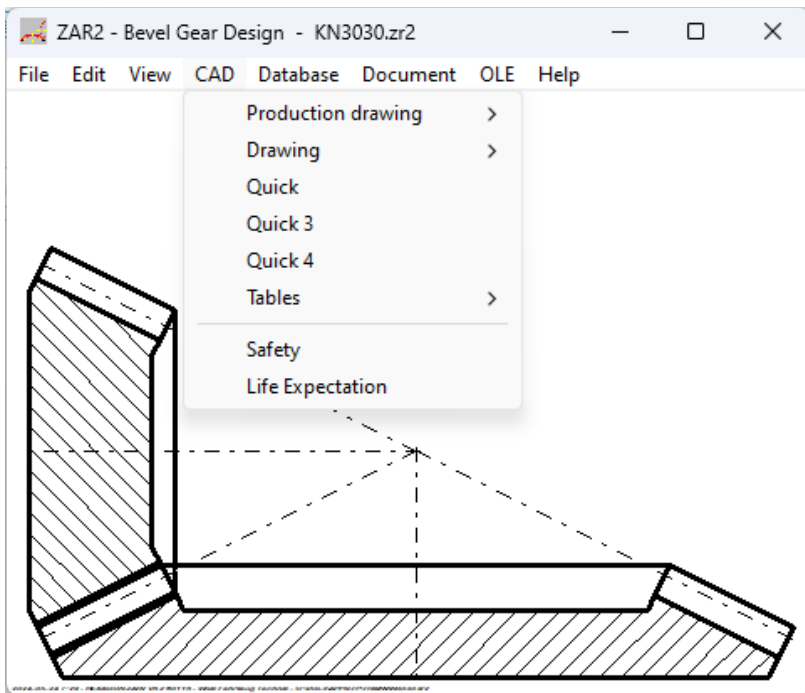 ZAR2 - Bevel Gear Design - KN3030.zr2
File Edit View CAD Database Document OLE Help
Production drawing
Drawing
Quick
Quick 3
Quick 4
Tables
Safety
Life Expectation